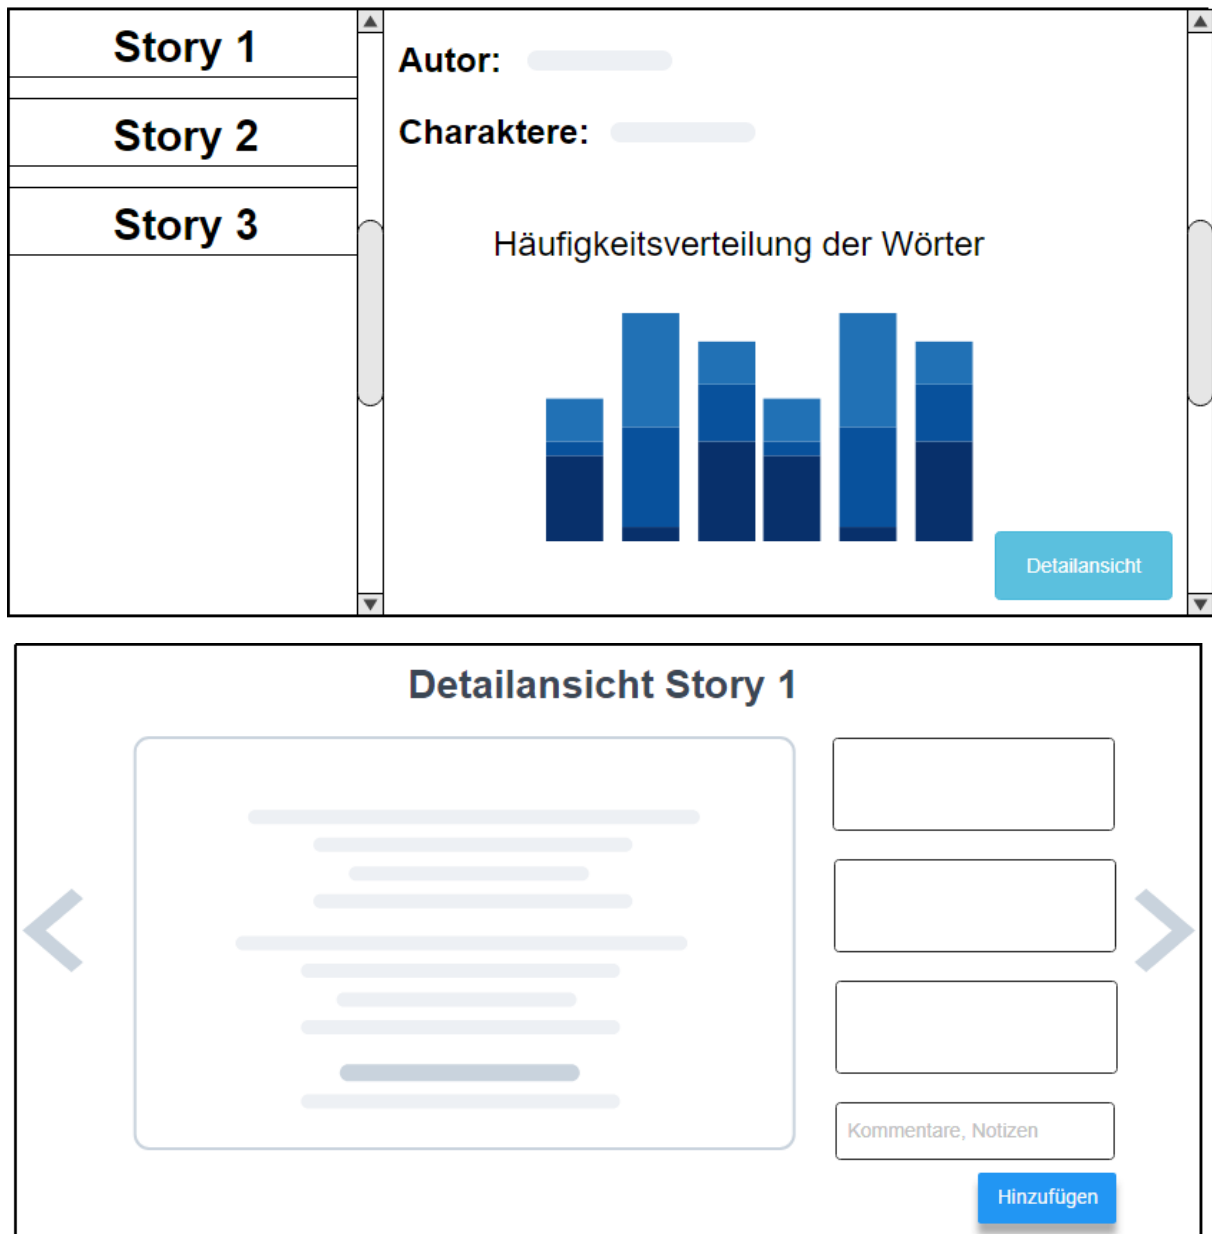 Story 1
Story 2
Story 3
Autor:
Charaktere:
Häufigkeitsverteilung der Wörter
Detailansicht
Detailansicht Story 1
Kommentare, Notizen
Hinzufügen